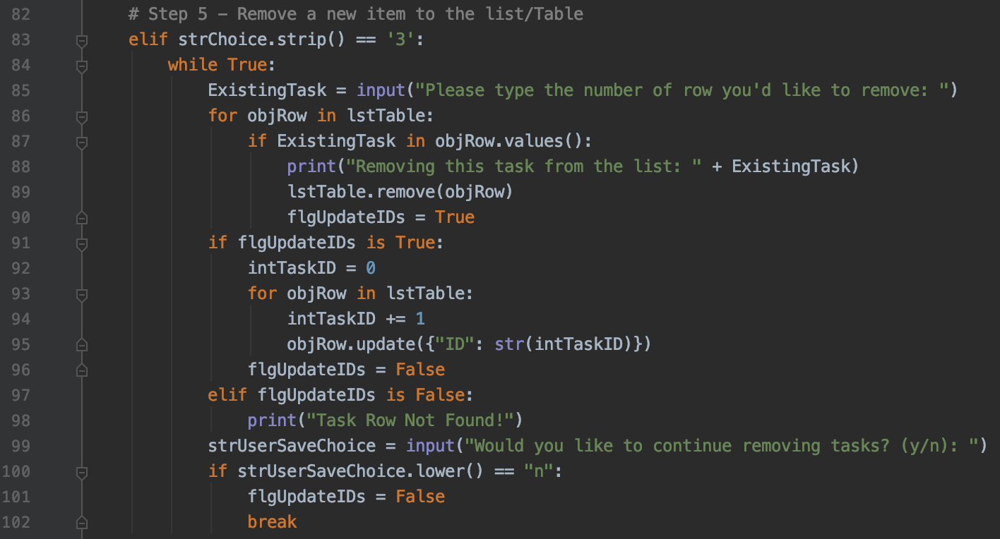 82 # Step 5 – Remove a new item to the list/Table
83 elif strChoice.strip() == '3':
84 while True:
85 ExistingTask = input("Please type the number of row you'd like to remove: ")
86 for objRow in lstTable:
87 if ExistingTask in objRow.values():
88 print("Removing this task from the list: " + ExistingTask)
89 lstTable.remove(objRow)
90 flgUpdateIDs = True
91 if flgUpdateIDs is True:
92 intTaskID = 0
93 for objRow in lstTable:
94 intTaskID += 1
95 objRow.update({"ID": str(intTaskID)})
96 flgUpdateIDs = False
97 elif flgUpdateIDs is False:
98 print("Task Row Not Found!")
99 strUserSaveChoice = input("Would you like to continue removing tasks? (y/n): ")
100 if strUserSaveChoice.lower() == "n":
101 flgUpdateIDs = False
102 break